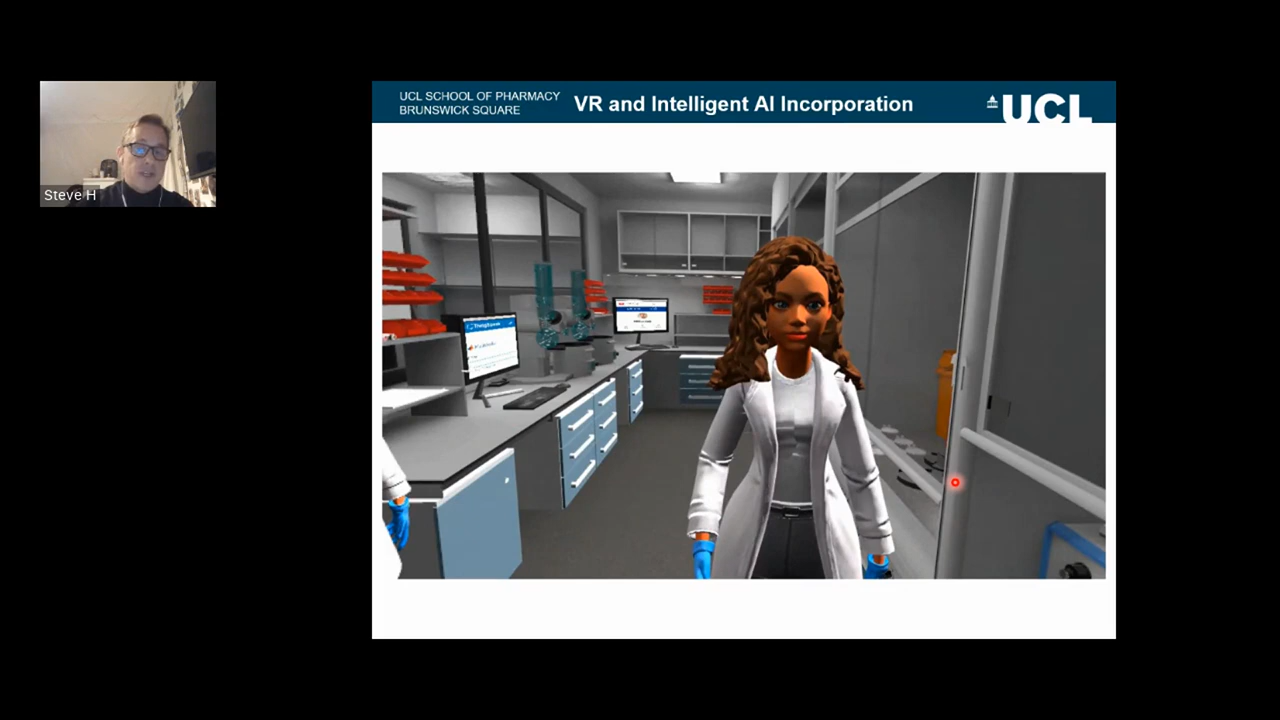 Steve H
UCL SCHOOL OF PHARMACY
BRUNSWICK SQUARE
VR and Intelligent AI Incorporation
UCL